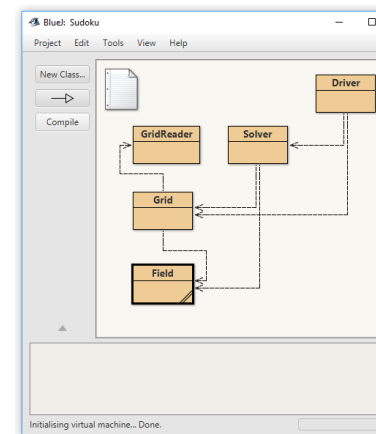 BlueJ: Sudoku
Project Edit Tools View Help
New Class...
Compile
Driver
GridReader Solver
Grid
Field
Initialising virtual machine... Done.